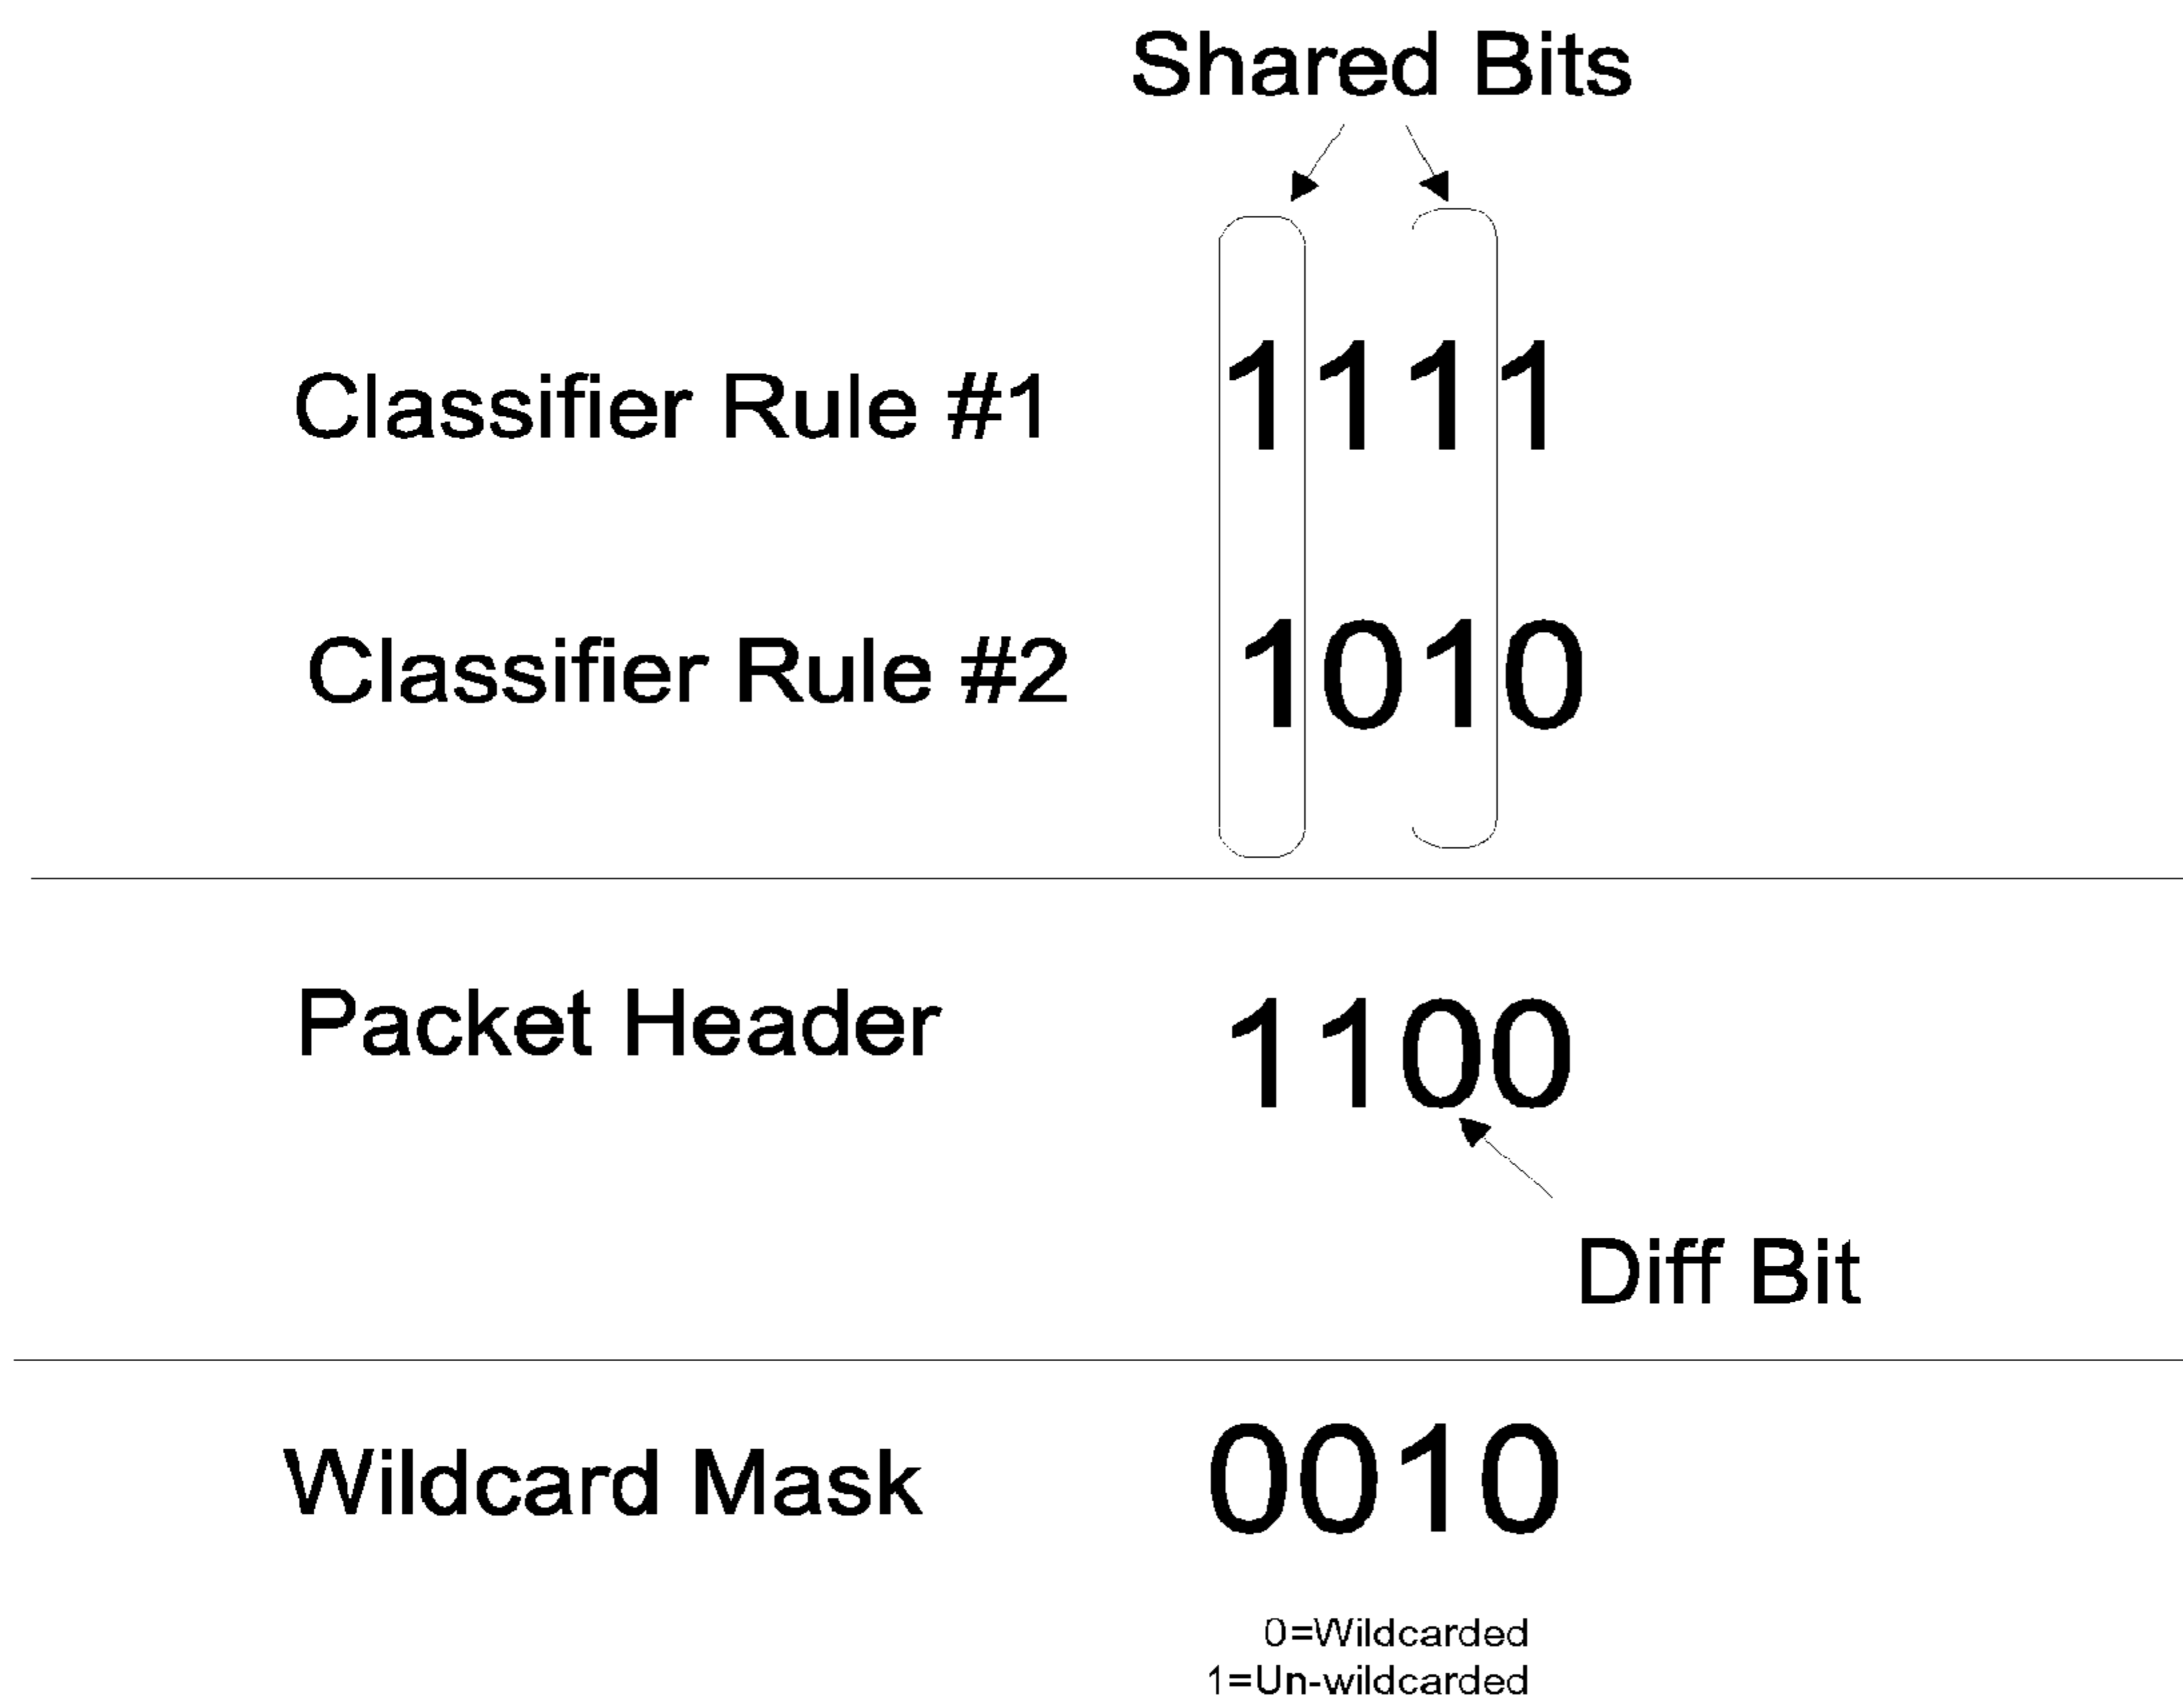 Shared Bits
Classifier Rule #1 1111
Classifier Rule #2 1010
Packet Header 1100
Diff Bit
Wildcard Mask 0010
0=Wildcarded
1=Un-wildcarded